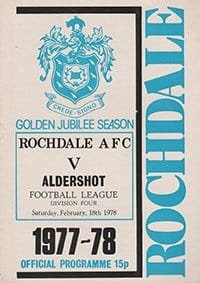 CREDE·SIGNO
GOLDEN JUBILEE SEASON
ROCHDALE AFC
V
ALDERSHOT
FOOTBALL LEAGUE
DIVISION FOUR
Saturday, February, 18th 1978
1977-78
OFFICIAL PROGRAMME 15p
ROCHDALE